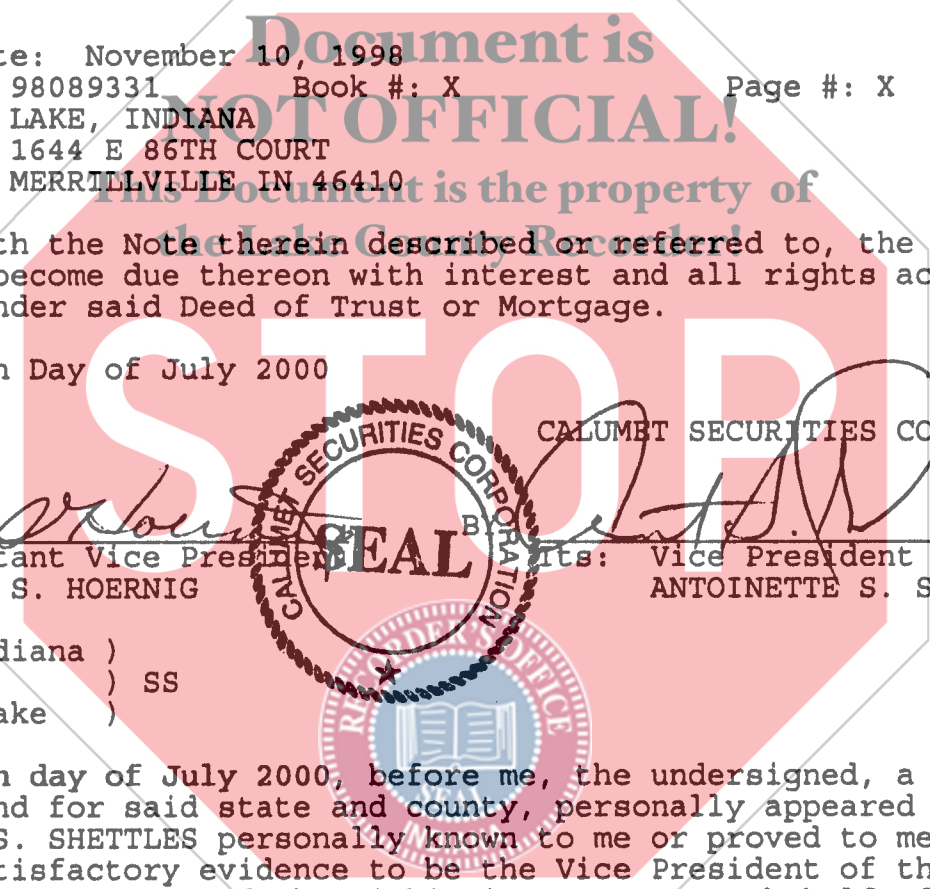 Document is
te: November 10, 1998
98089331 Book #: X Page #: X
NOT OFFICIAL!
LAKE, INDIANA
1644 E 86TH COURT
MERRILLVILLE IN 46410
This Document is the property of
the Lake County Recorder!
ch the Note therein described or referred to, the
become due thereon with interest and all rights ac
nder said Deed of Trust or Mortgage.
STOP
h Day of July 2000
CALUMET SECURITIES CO
CALUMET SECURITIES CORPORATION
SEAL
BY
tant Vice President Its: Vice President
S. HOERNIG ANTOINETTE S. S
RECORDER'S OFFICE
SEAL
diana )
) SS
ake )
h day of July 2000, before me, the undersigned, a
nd for said state and county, personally appeared
S. SHETTLES personally known to me or proved to me
tisfactory evidence to be the Vice President of th